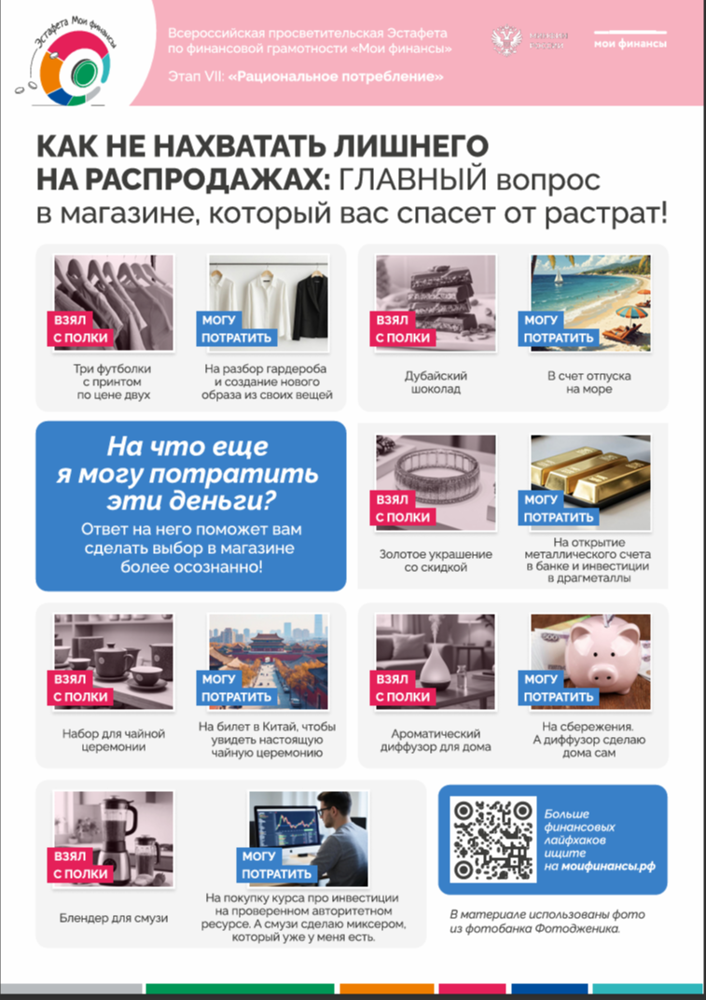 Эстафета Мои финансы
Всероссийская просветительская Эстафета
по финансовой грамотности «Мои финансы»
Этап VII: «Рациональное потребление»
МОИ ФИНАНСЫ
КАК НЕ НАХВАТАТЬ ЛИШНЕГО
НА РАСПРОДАЖАХ: ГЛАВНЫЙ вопрос
в магазине, который вас спасет от растрат!
ВЗЯЛ
С ПОЛКИ
Три футболки
с принтом
по цене двух
МОГУ
ПОТРАТИТЬ
На разбор гардероба
и создание нового
образа из своих вещей
ВЗЯЛ
С ПОЛКИ
Дубайский
шоколад
МОГУ
ПОТРАТИТЬ
В счет отпуска
на море
На что еще
я могу потратить
эти деньги?
Ответ на него поможет вам
сделать выбор в магазине
более осознанно!
ВЗЯЛ
С ПОЛКИ
Золотое украшение
со скидкой
МОГУ
ПОТРАТИТЬ
На открытие
металлического счета
в банке и инвестиции
в драгметаллы
ВЗЯЛ
С ПОЛКИ
Набор для чайной
церемонии
МОГУ
ПОТРАТИТЬ
На билет в Китай, чтобы
увидеть настоящую
чайную церемонию
ВЗЯЛ
С ПОЛКИ
Ароматический
диффузор для дома
МОГУ
ПОТРАТИТЬ
На сбережения.
А диффузор сделаю
дома сам
ВЗЯЛ
С ПОЛКИ
Блендер для смузи
МОГУ
ПОТРАТИТЬ
На покупку курса про инвестиции
на проверенном авторитетном
ресурсе. А смузи сделаю миксером,
который уже у меня есть.
Больше
финансовых
лайфхаков
ищите
на моифинансы.рф
В материале использованы фото
из фотобанка Фотодженика.